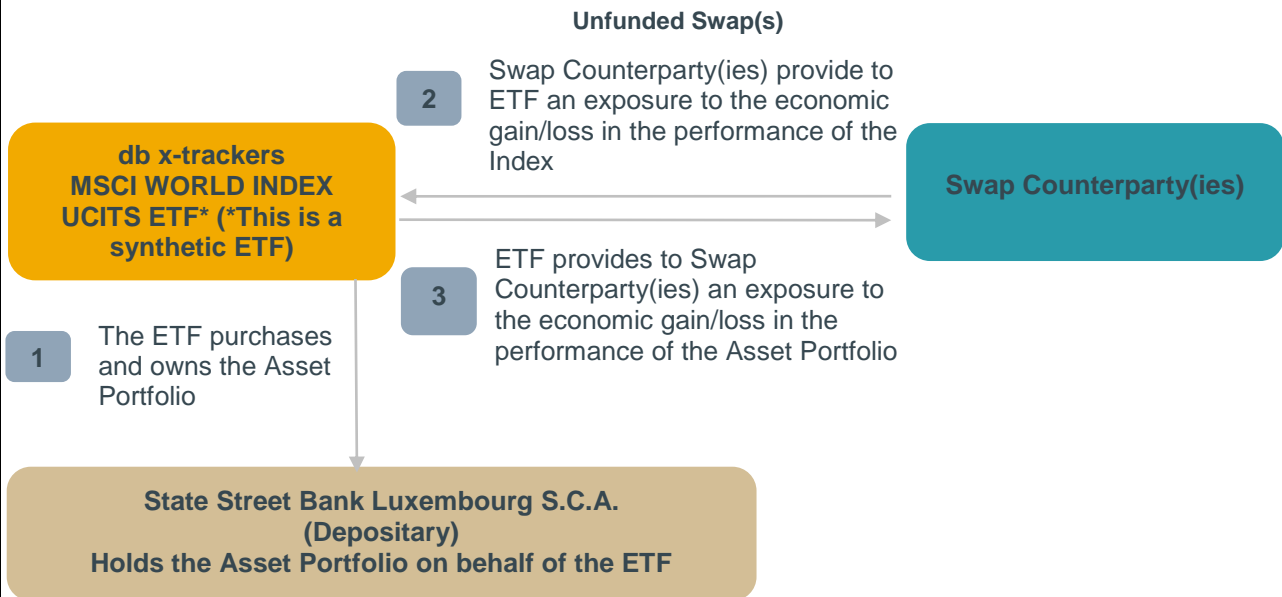 Unfunded Swap(s)
2
Swap Counterparty(ies) provide to
ETF an exposure to the economic
gain/loss in the performance of the
Index
db x-trackers
MSCI WORLD INDEX
UCITS ETF* (*This is a
synthetic ETF)
Swap Counterparty(ies)
3
ETF provides to Swap
Counterparty(ies) an exposure to
the economic gain/loss in the
performance of the Asset Portfolio
1
The ETF purchases
and owns the Asset
Portfolio
State Street Bank Luxembourg S.C.A.
(Depositary)
Holds the Asset Portfolio on behalf of the ETF